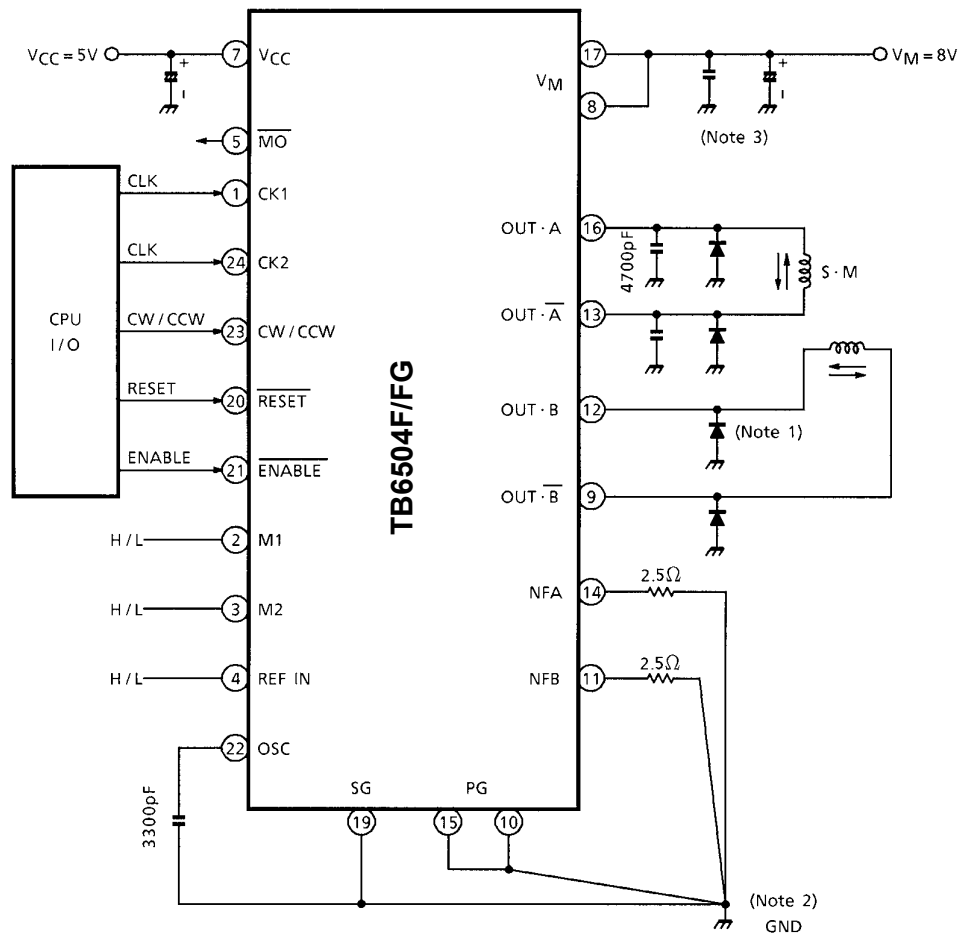 VCC = 5V
7
VCC
17
VM = 8V
VM
8
(Note 3)
5
MO
CLK
1
CK1
CLK
24
CK2
CPU
I/O
CW/CCW
23
CW/CCW
RESET
20
RESET
ENABLE
21
ENABLE
H/L
2
M1
H/L
3
M2
H/L
4
REF IN
22
OSC
3300pF
TB6504F/FG
OUT·A
16
4700pF
S·M
OUT·A
13
OUT·B
12
(Note 1)
OUT·B
9
NFA
14
2.5Ω
NFB
11
2.5Ω
SG
PG
19
15
10
(Note 2)
GND
+
-
+
-